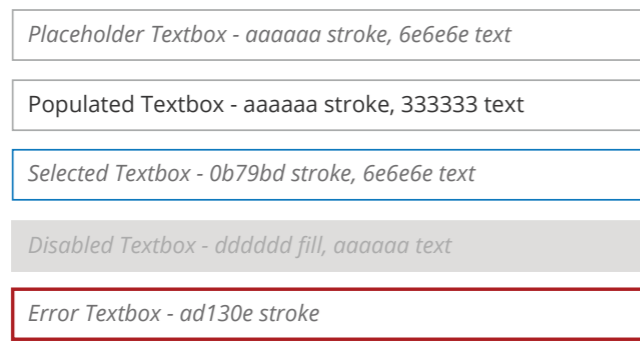 Placeholder Textbox - aaaaaa stroke, 6e6e6e text
Populated Textbox - aaaaaa stroke, 333333 text
Selected Textbox - 0b79bd stroke, 6e6e6e text
Disabled Textbox - dddddd fill, aaaaaa text
Error Textbox - ad130e stroke